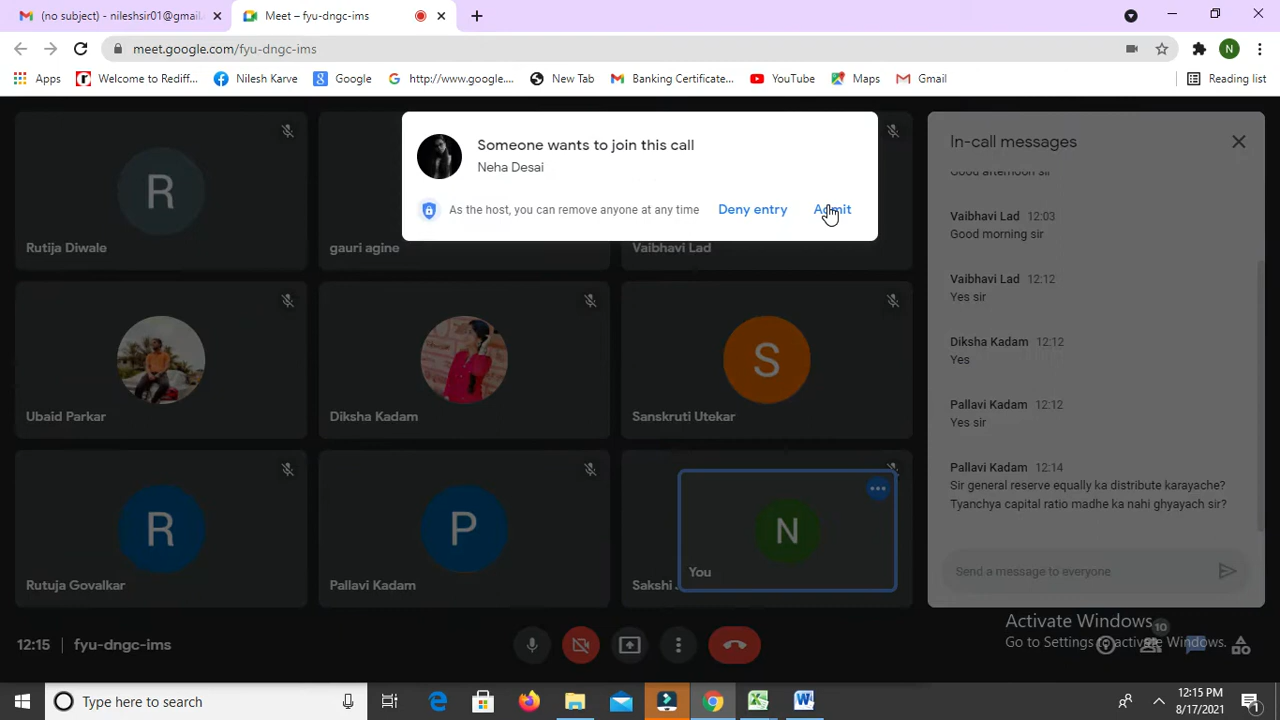 (no subject) - nileshsir01@gmail.
Meet – fyu-dngc-ims
meet.google.com/fyu-dngc-ims
N
Apps
Welcome to Rediff...
Nilesh Kane
Google
http://www.google....
New Tab
Banking Certificate...
YouTube
Maps
Gmail
Reading list
Someone wants to join this call
Neha Desai
As the host, you can remove anyone at any time
Deny entry
Admit
R
Rutija Diwale
gauri agine
Vaibhavi Lad
Ubaid Parkar
Diksha Kadam
S
Sanskruti Utekar
R
Rutuja Govalkar
P
Pallavi Kadam
Sakshi
N
You
In-call messages
Good afternoon sir
Vaibhavi Lad 12:03
Good morning sir
Vaibhavi Lad 12:12
Yes sir
Diksha Kadam 12:12
Yes
Pallavi Kadam 12:12
Yes sir
Pallavi Kadam 12:14
Sir general reserve equally ka distribute karayache?
Tyanchya capital ratio madhe ka nahi ghyayach sir?
Send a message to everyone
Activate Windows
Go to Settings to activate Windows.
10
12:15 | fyu-dngc-ims
Type here to search
12:15 PM
8/17/2021
1